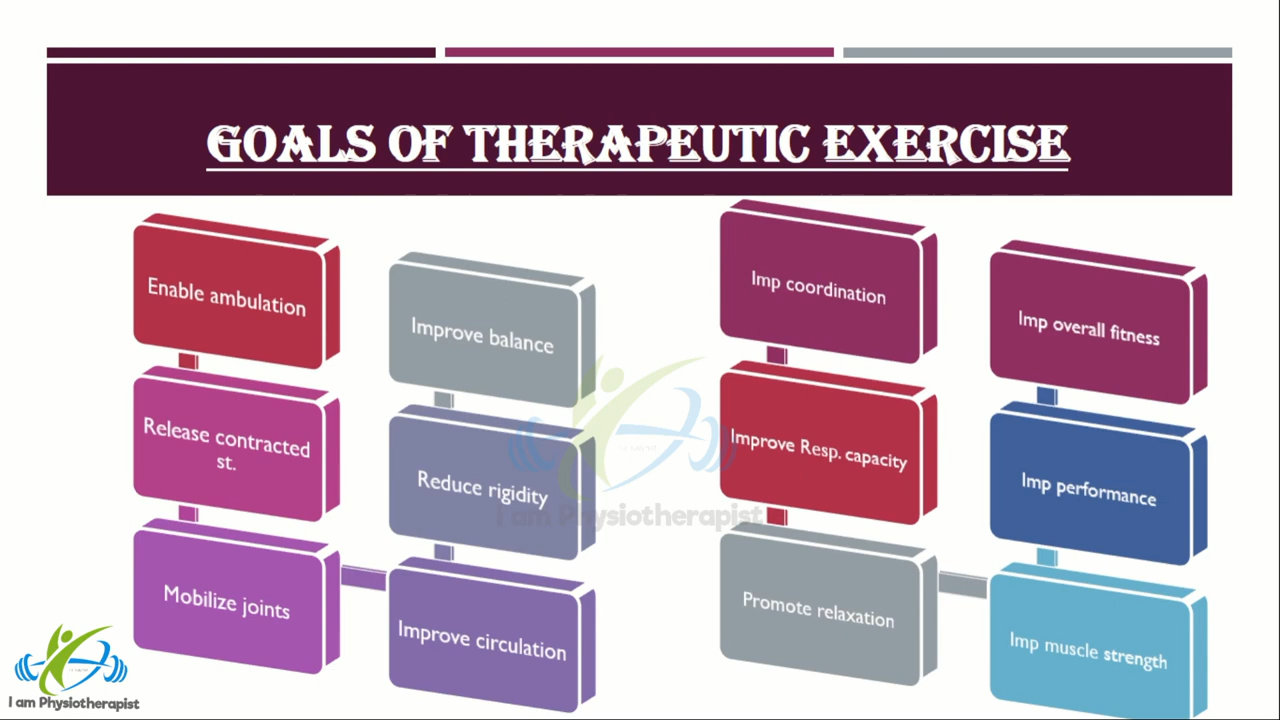 GOALS OF THERAPEUTIC EXERCISE
Enable ambulation
Release contracted
st.
Mobilize joints
Improve balance
Reduce rigidity
Improve circulation
Imp coordination
Improve Resp. capacity
Promote relaxation
Imp overall fitness
Imp performance
Imp muscle strength
I am Physiotherapist
I am Physiotherapist